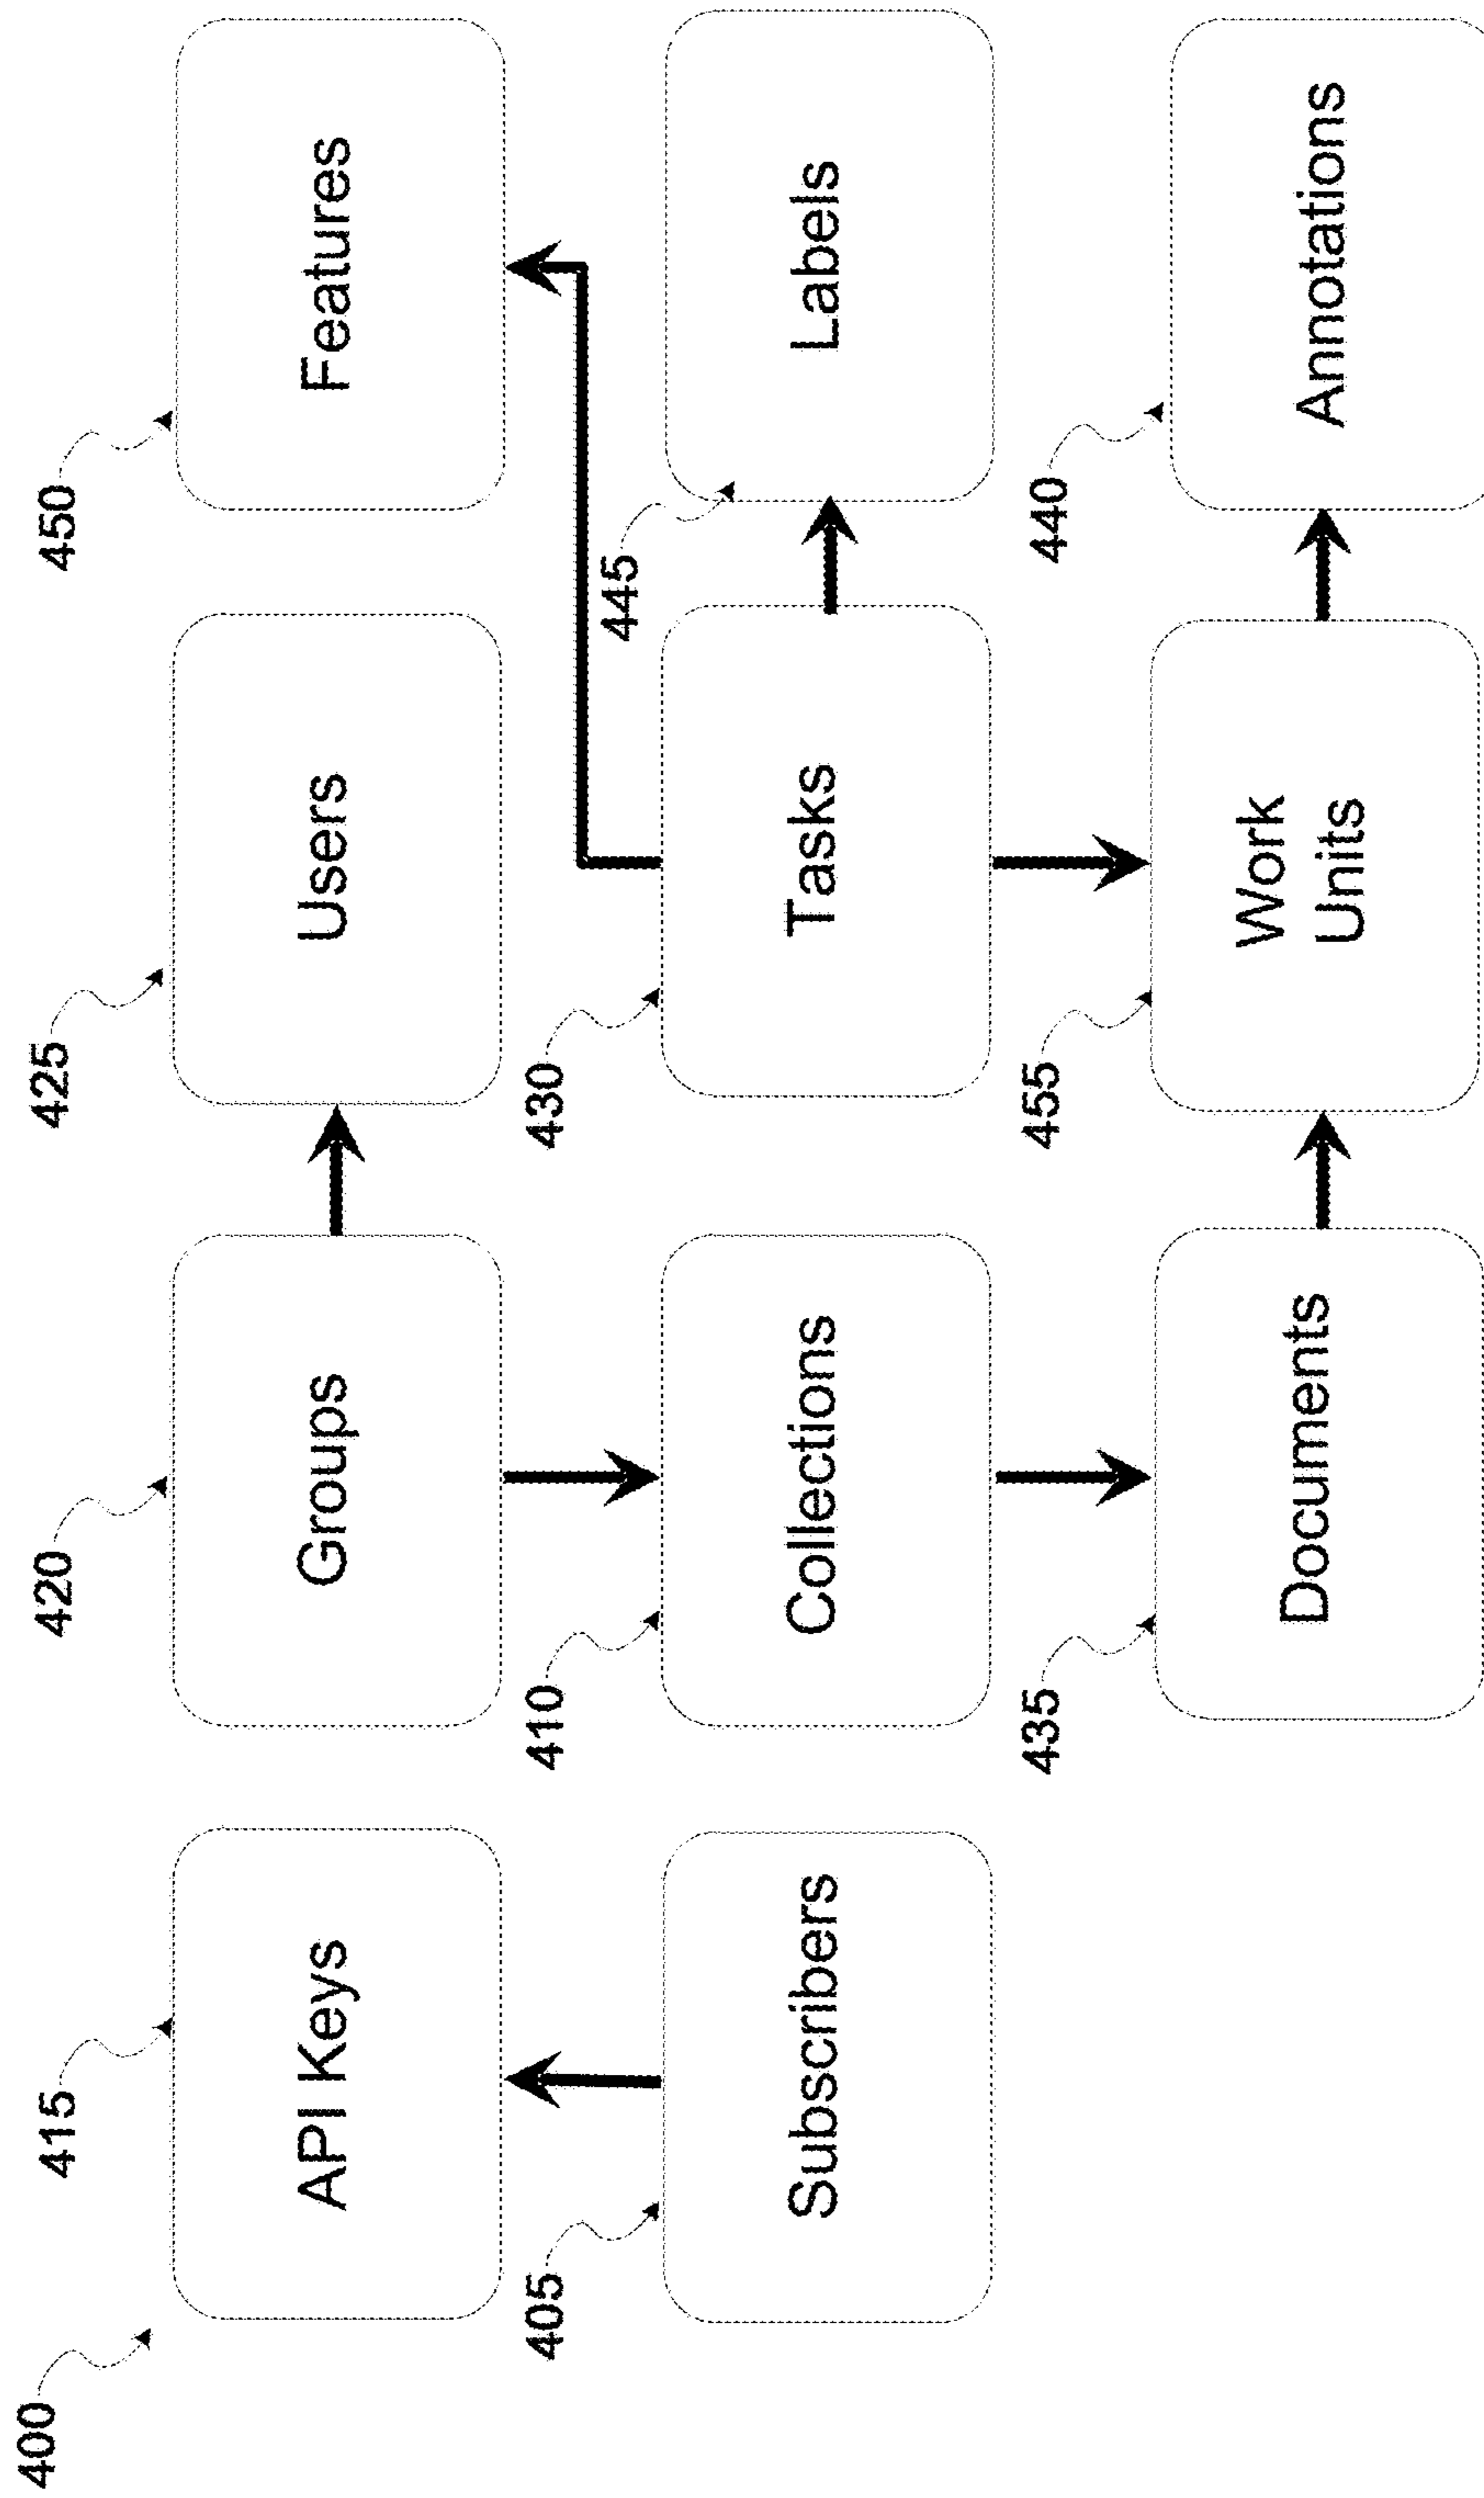 400
415
API Keys
420
Groups
425
Users
450
Features
405
Subscribers
410
Collections
430
Tasks
445
Labels
435
Documents
455
Work
Units
440
Annotations